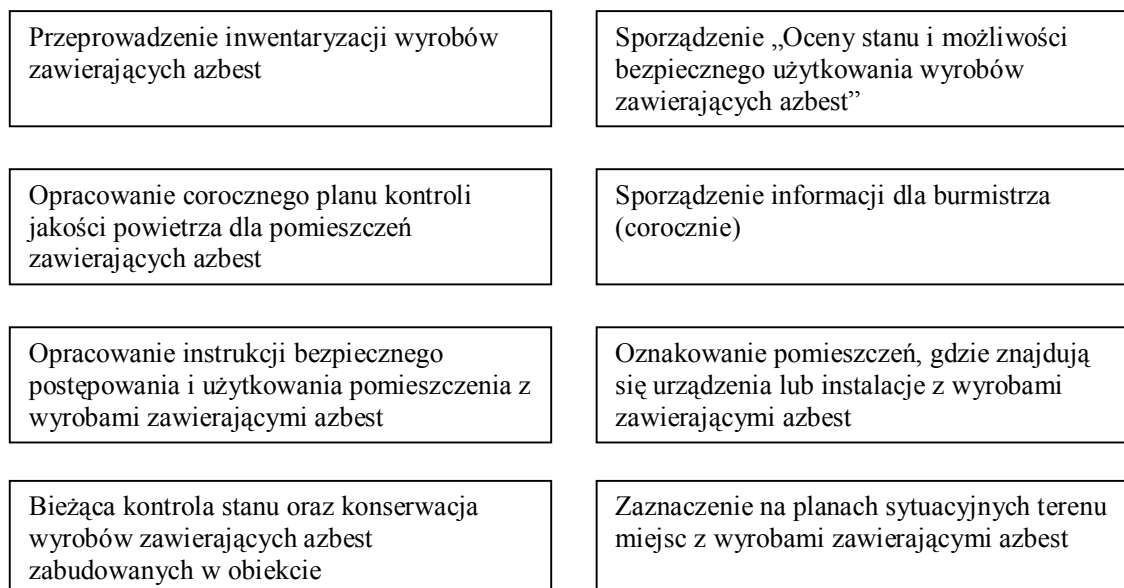 Przeprowadzenie inwentaryzacji wyrobów
zawierających azbest
Sporządzenie „Oceny stanu i możliwości
bezpiecznego użytkowania wyrobów
zawierających azbest”
Opracowanie corocznego planu kontroli
jakości powietrza dla pomieszczeń
zawierających azbest
Sporządzenie informacji dla burmistrza
(corocznie)
Opracowanie instrukcji bezpiecznego
postępowania i użytkowania pomieszczenia z
wyrobami zawierającymi azbest
Oznakowanie pomieszczeń, gdzie znajdują
się urządzenia lub instalacje z wyrobami
zawierającymi azbest
Bieżąca kontrola stanu oraz konserwacja
wyrobów zawierających azbest
zabudowanych w obiekcie
Zaznaczenie na planach sytuacyjnych terenu
miejsc z wyrobami zawierającymi azbest